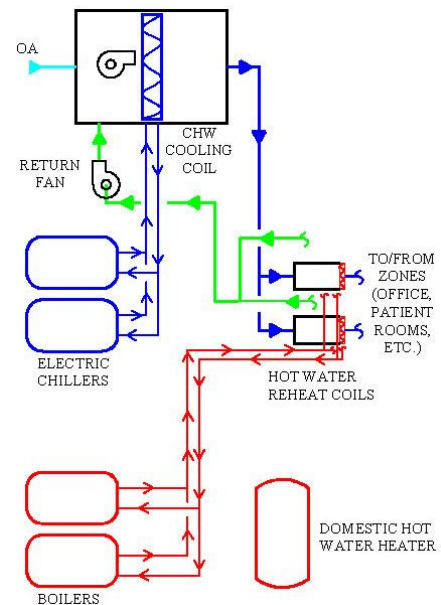 OA
CHW
COOLING
COIL
RETURN
FAN
TO/FROM
ZONES
(OFFICE,
PATIENT
ROOMS,
ETC.)
ELECTRIC
CHILLERS
HOT WATER
REHEAT COILS
DOMESTIC HOT
WATER HEATER
BOILERS